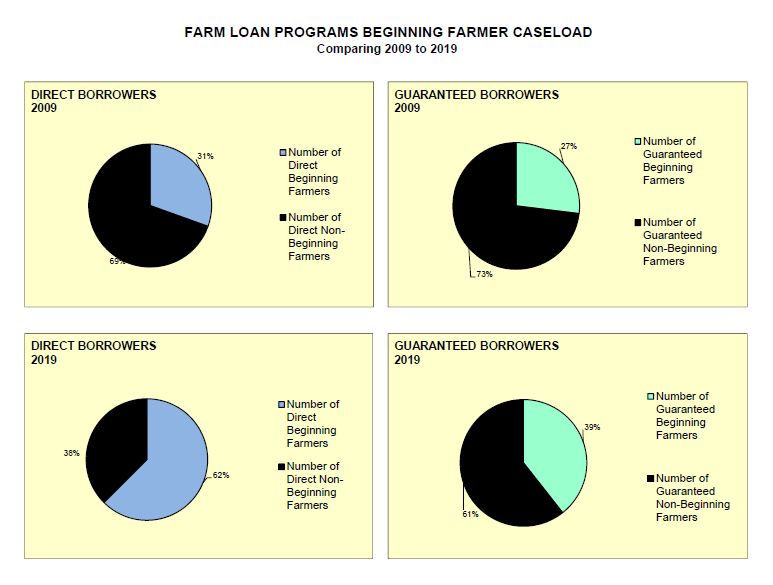 FARM LOAN PROGRAMS BEGINNING FARMER CASELOAD
Comparing 2009 to 2019
DIRECT BORROWERS
2009
31%
69%
Number of
Direct
Beginning
Farmers
Number of
Direct Non-
Beginning
Farmers
GUARANTEED BORROWERS
2009
27%
73%
Number of
Guaranteed
Beginning
Farmers
Number of
Guaranteed
Non-Beginning
Farmers
DIRECT BORROWERS
2019
38%
62%
Number of
Direct
Beginning
Farmers
Number of
Direct Non-
Beginning
Farmers
GUARANTEED BORROWERS
2019
39%
61%
Number of
Guaranteed
Beginning
Farmers
Number of
Guaranteed
Non-Beginning
Farmers